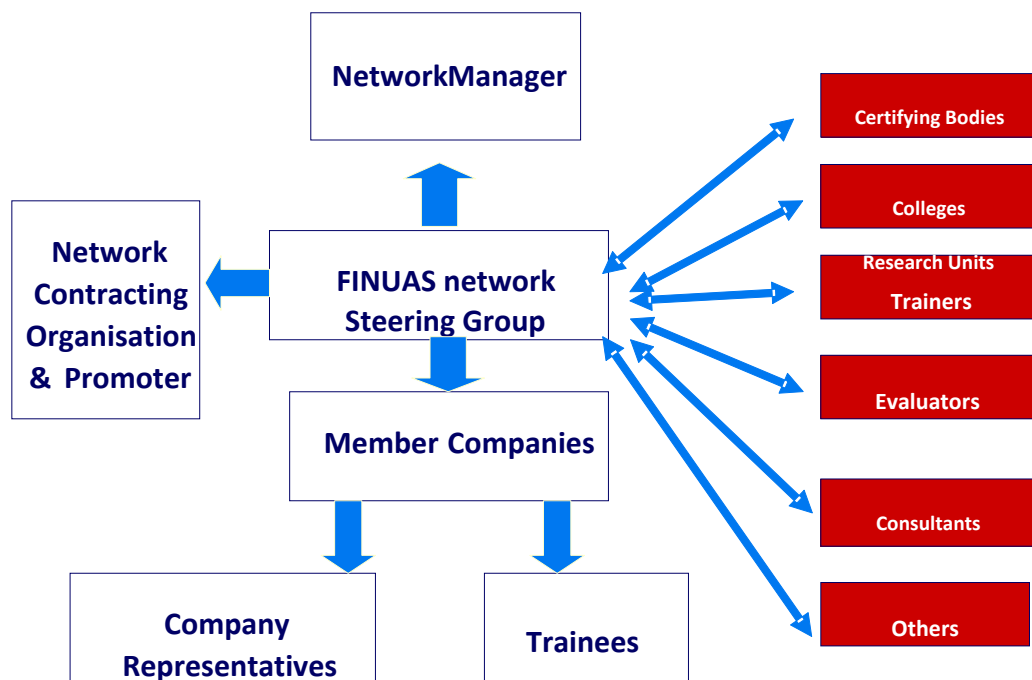 NetworkManager
Certifying Bodies
Colleges
Network
Contracting
Organisation
& Promoter
FINUAS network
Steering Group
Research Units
Trainers
Evaluators
Member Companies
Consultants
Company
Representatives
Trainees
Others